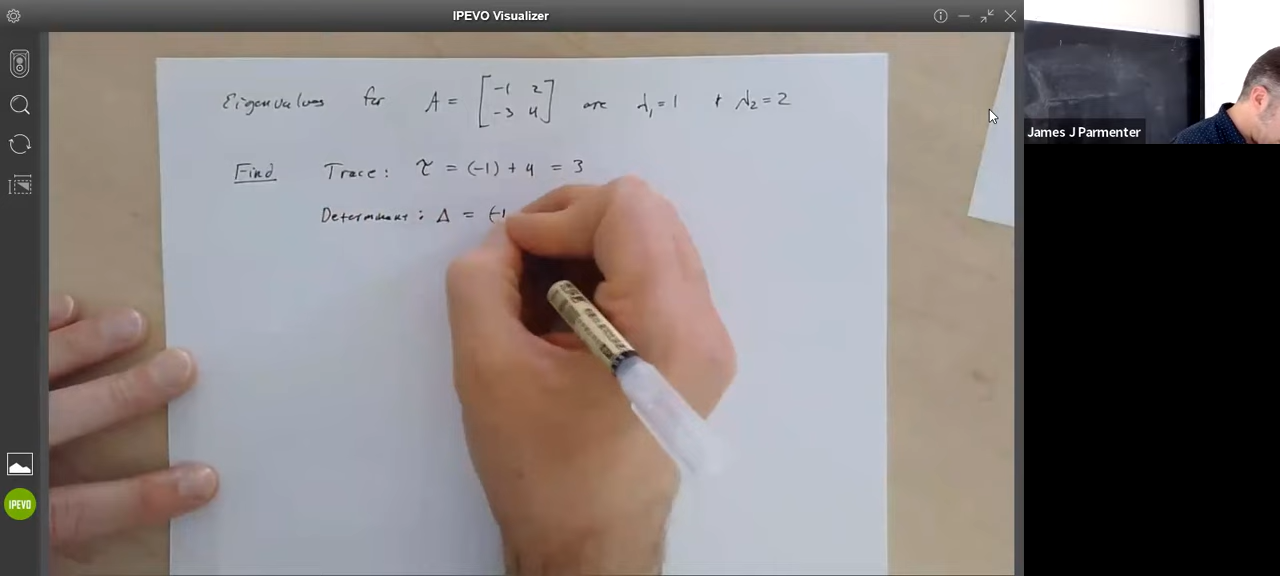 IPEVO Visualizer
Eigenvalues for A = [ -1 2 ; -3 4 ] are λ₁ = 1 + λ₂ = 2
Find Trace: τ = (-1) + 4 = 3
Determinant: Δ = (-1
James J Parmenter
IPEVO